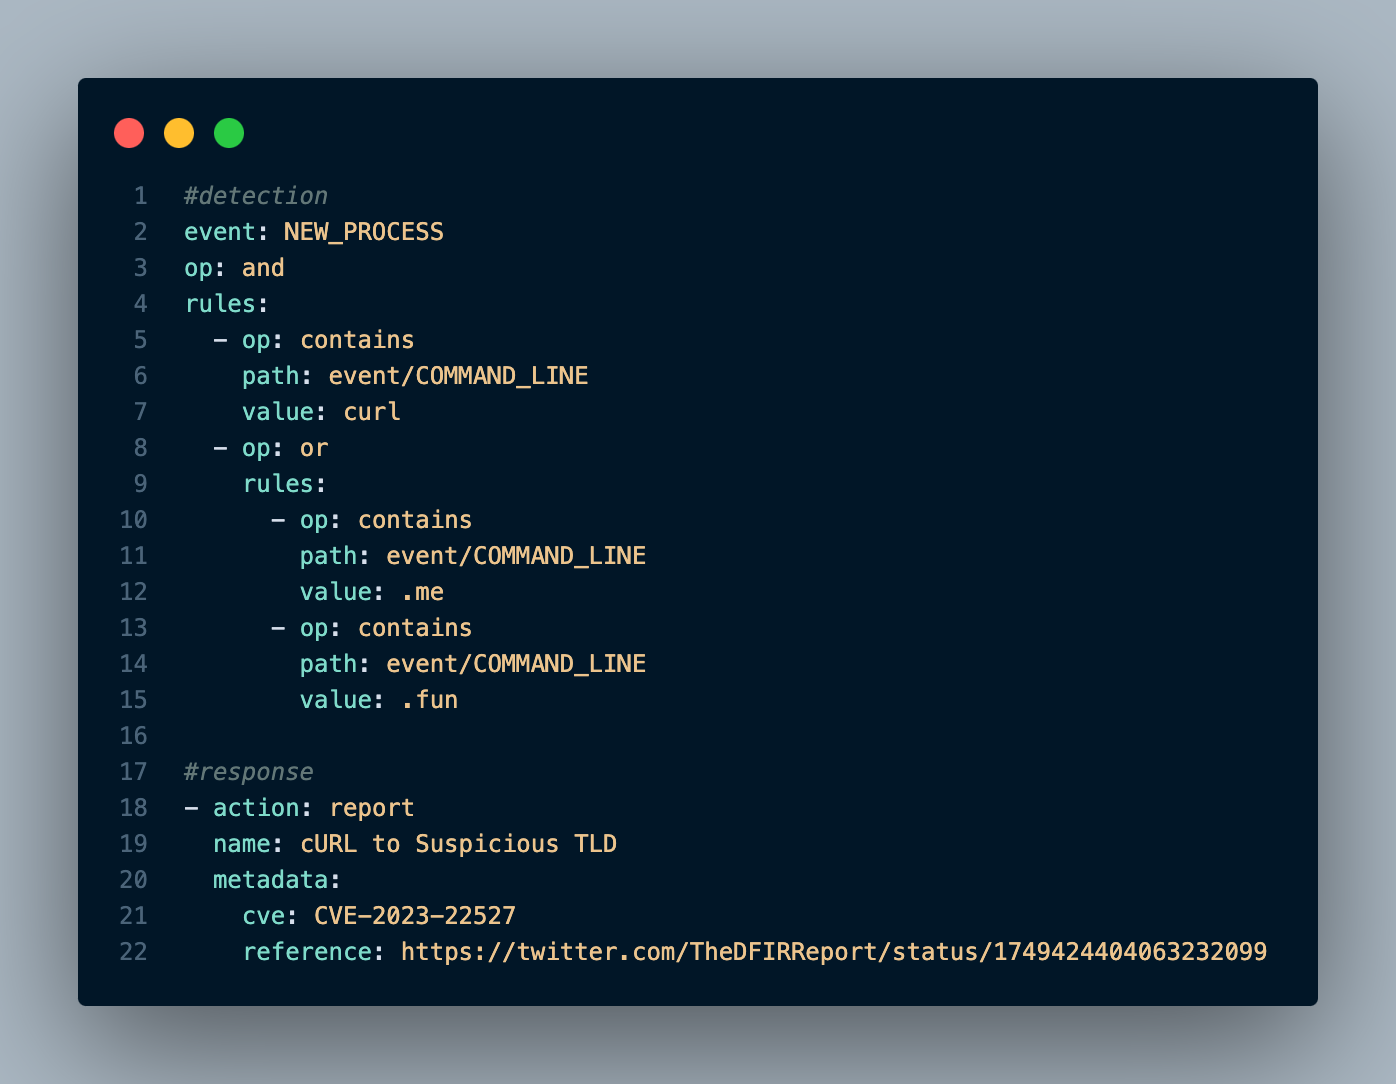 1 #detection
2 event: NEW_PROCESS
3 op: and
4 rules:
5   - op: contains
6     path: event/COMMAND_LINE
7     value: curl
8   - op: or
9     rules:
10       - op: contains
11         path: event/COMMAND_LINE
12         value: .me
13       - op: contains
14         path: event/COMMAND_LINE
15         value: .fun
16
17 #response
18 - action: report
19   name: cURL to Suspicious TLD
20   metadata:
21     cve: CVE-2023-22527
22     reference: https://twitter.com/TheDFIRReport/status/1749424404063232099